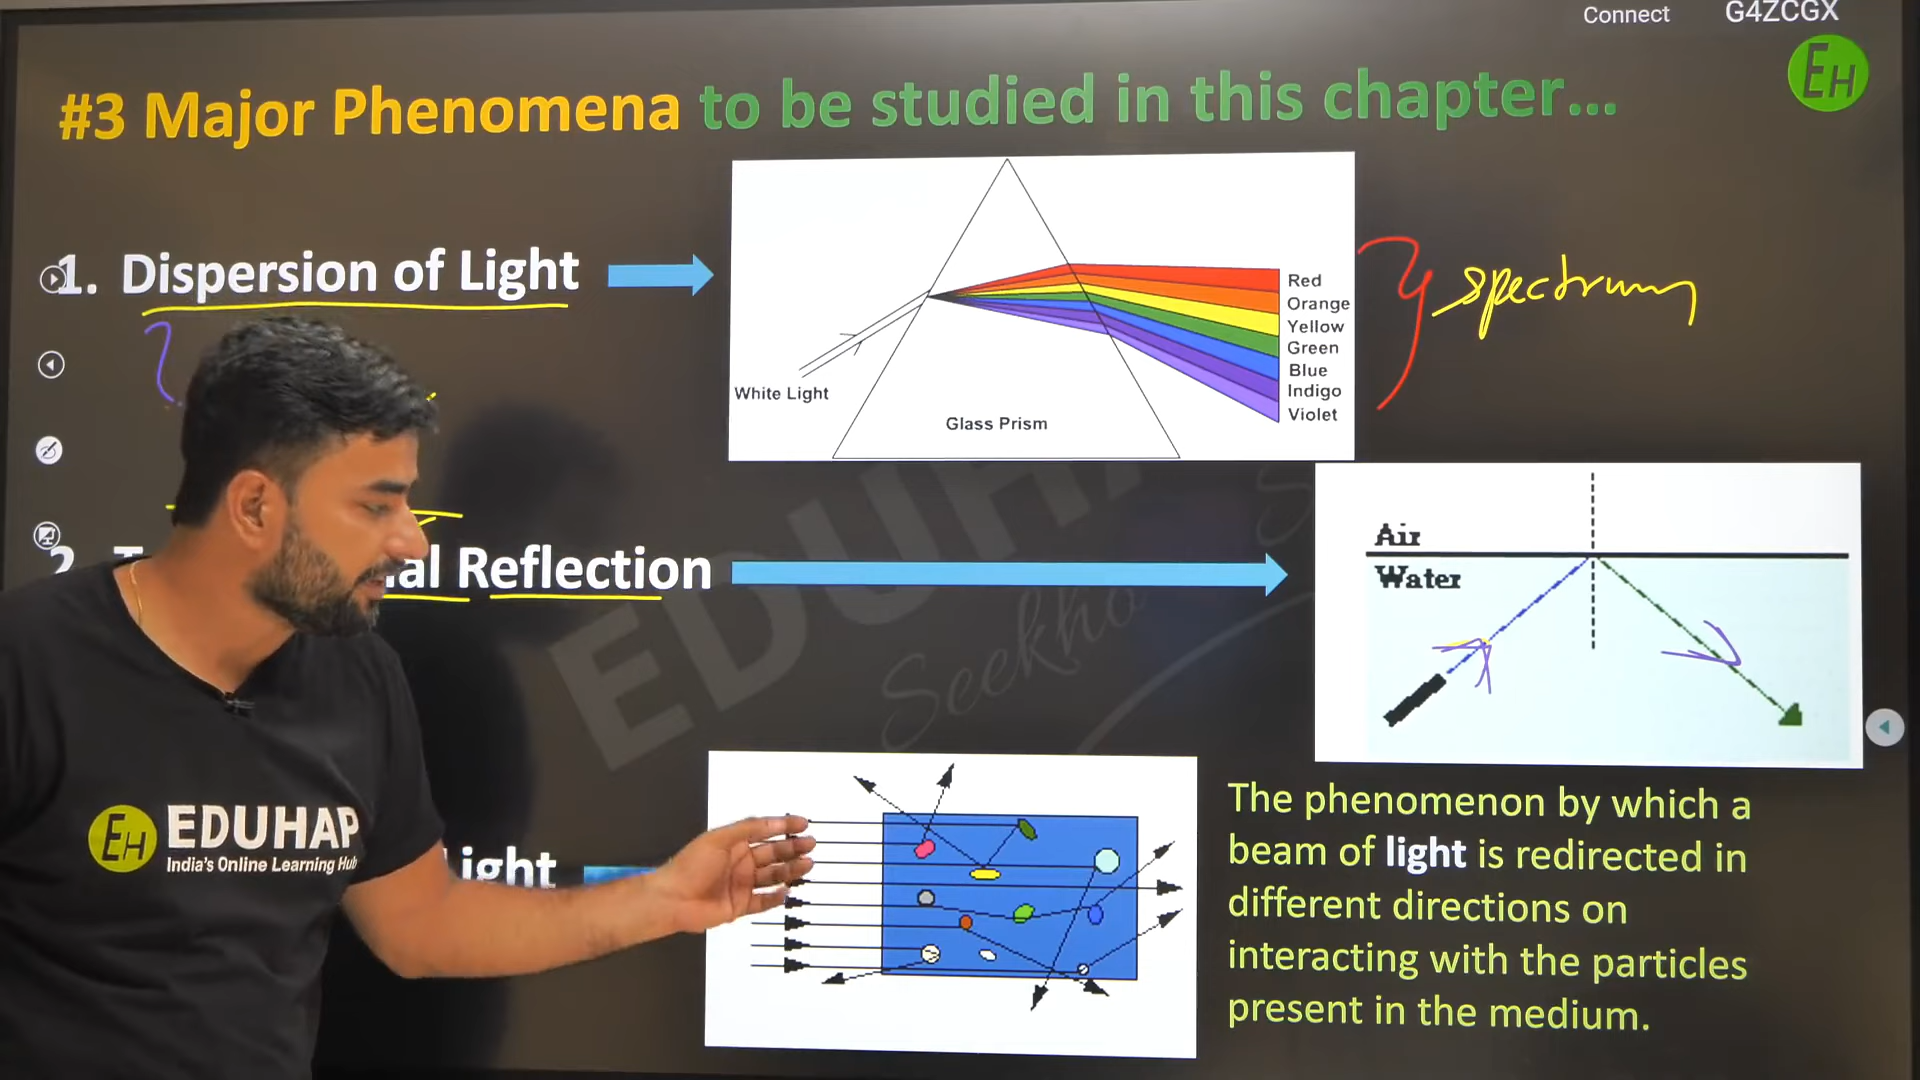 Connect G4ZCGX
EH
#3 Major Phenomena to be studied in this chapter...
1. Dispersion of Light
Red
Orange
Yellow
Green
Blue
Indigo
Violet
White Light
Glass Prism
spectrum
2. Reflection
Air
Water
EDUHA
Seekho
EH EDUHAP
India's Online Learning Hub
ight
The phenomenon by which a
beam of light is redirected in
different directions on
interacting with the particles
present in the medium.